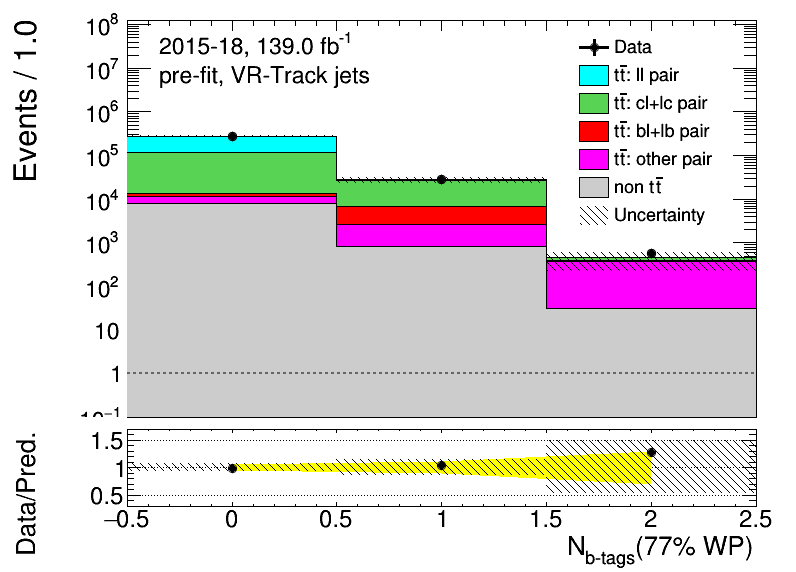 Events / 1.0
10⁸
10⁷
10⁶
10⁵
10⁴
10³
10²
10
1
10⁻¹
2015-18, 139.0 fb⁻¹
pre-fit, VR-Track jets
Data
tt̄: ll pair
tt̄: cl+lc pair
tt̄: bl+lb pair
tt̄: other pair
non tt̄
Uncertainty
Data/Pred.
1.5
1
0.5
−0.5 0 0.5 1 1.5 2 2.5
N_b-tags(77% WP)